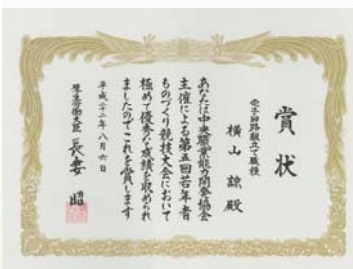 賞状
電子回路組立て職種
横山 諒 殿
あなたは中央職業能力開発協会
主催による第五回若年者
ものづくり競技大会において
極めて優秀な成績を収められ
ましたのでこれを賞します
平成二十二年八月六日
厚生労働大臣 長妻 昭